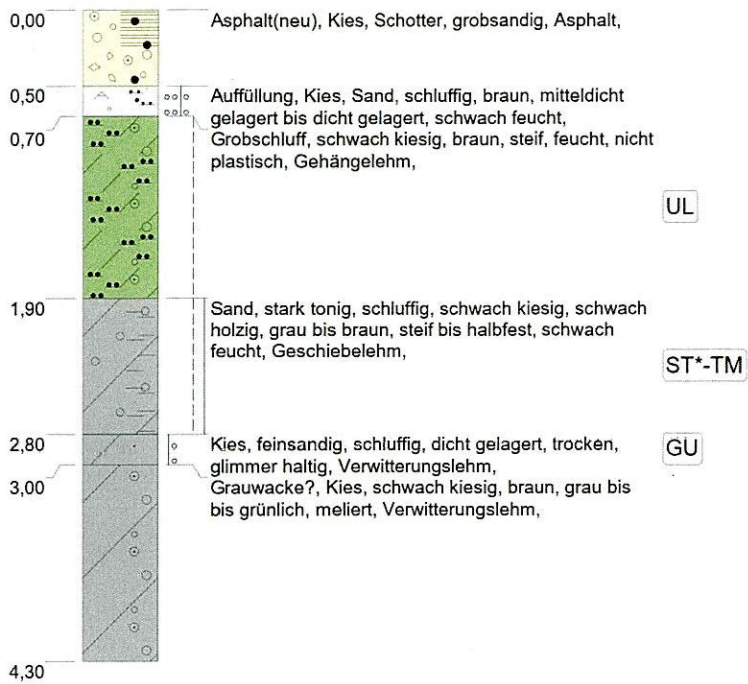 0,00
Asphalt(neu), Kies, Schotter, grobsandig, Asphalt,
0,50
Auffüllung, Kies, Sand, schluffig, braun, mitteldicht
gelagert bis dicht gelagert, schwach feucht,
0,70
Grobschluff, schwach kiesig, braun, steif, feucht, nicht
plastisch, Gehängelehm,
UL
1,90
Sand, stark tonig, schluffig, schwach kiesig, schwach
holzig, grau bis braun, steif bis halbfest, schwach
feucht, Geschiebelehm,
ST*-TM
2,80
Kies, feinsandig, schluffig, dicht gelagert, trocken,
glimmer haltig, Verwitterungslehm,
GU
3,00
Grauwacke?, Kies, schwach kiesig, braun, grau bis
bis grünlich, meliert, Verwitterungslehm,
4,30